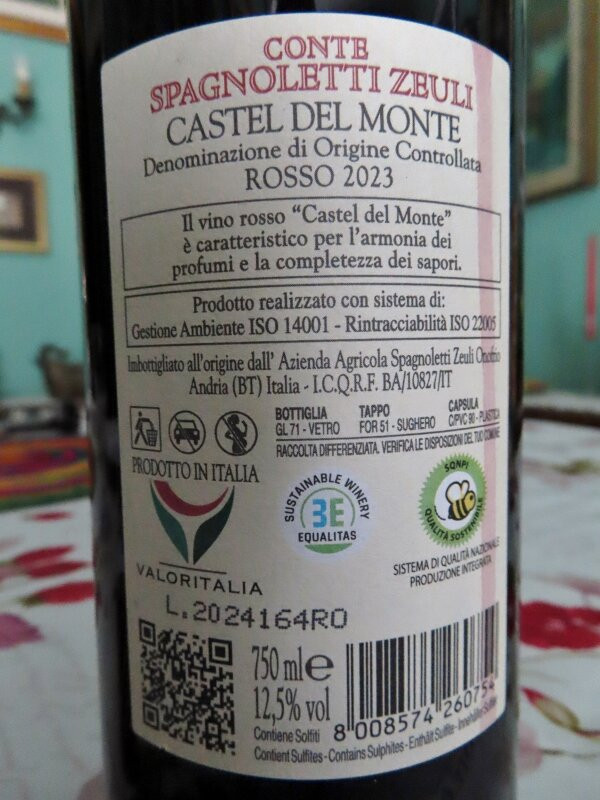 CONTE
SPAGNOLETTI ZEULI
CASTEL DEL MONTE
Denominazione di Origine Controllata
ROSSO 2023
Il vino rosso “Castel del Monte”
è caratteristico per l'armonia dei
profumi e la completezza dei sapori.
Prodotto realizzato con sistema di:
Gestione Ambiente ISO 14001 - Rintracciabilità ISO 22005
Imbottigliato all'origine dall' Azienda Agricola Spagnoletti Zeuli Onofrio
Andria (BT) Italia - I.C.Q.R.F. BA/10827/IT
BOTTIGLIA
GL 71 - VETRO
TAPPO
FOR 51 - SUGHERO
CAPSULA
C/PVC 90 - PLASTICA
RACCOLTA DIFFERENZIATA. VERIFICA LE DISPOSIZIONI DEL TUO COMUNE
PRODOTTO IN ITALIA
VALORITALIA
SUSTAINABLE WINERY
3E
EQUALITAS
SQNPI
QUALITÀ SOSTENIBILE
SISTEMA DI QUALITÀ NAZIONALE
PRODUZIONE INTEGRATA
L.2024164RO
750 ml e
12,5% vol
8 008574 260754
Contiene Solfiti
Contient Sulfites - Contains Sulphites - Enthält Sulfite -